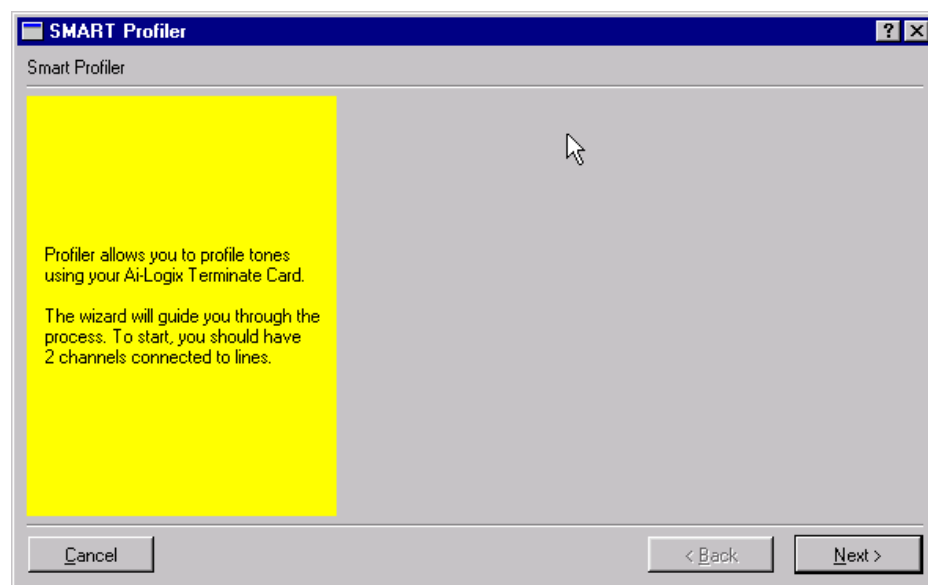 SMART Profiler
Smart Profiler
Profiler allows you to profile tones
using your Ai-Logix Terminate Card.
The wizard will guide you through the
process. To start, you should have
2 channels connected to lines.
Cancel
< Back
Next >